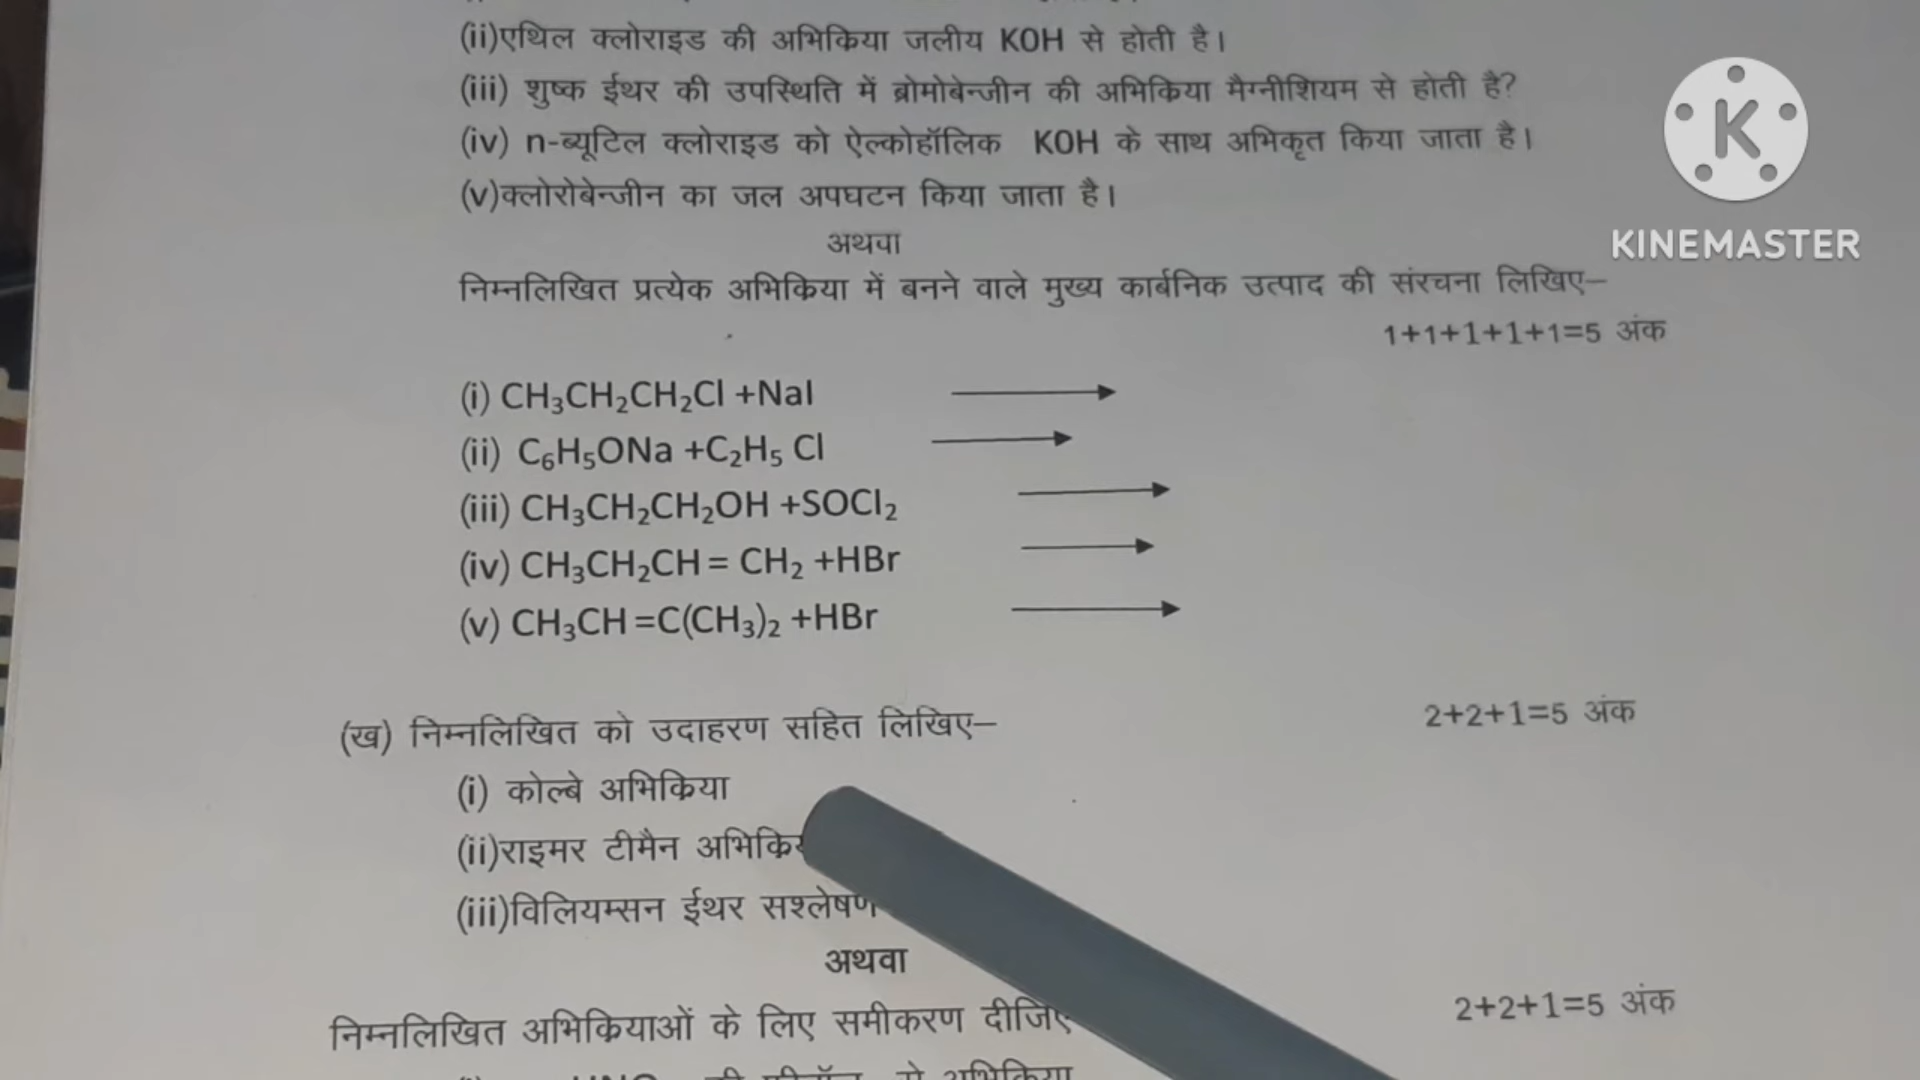 (ii)एथिल क्लोराइड की अभिकिया जलीय KOH से होती है।
(iii) शुष्क ईथर की उपस्थिति में ब्रोमोबेन्जीन की अभिकिया मैग्नीशियम से होती है?
(iv) n-ब्यूटिल क्लोराइड को ऐल्कोहॉलिक KOH के साथ अभिकृत किया जाता है।
(v)क्लोरोबेन्जीन का जल अपघटन किया जाता है।
अथवा
निम्नलिखित प्रत्येक अभिकिया में बनने वाले मुख्य कार्बनिक उत्पाद की संरचना लिखिए–
1+1+1+1+1=5 अंक
(i) CH₃CH₂CH₂Cl +NaI ⟶
(ii) C₆H₅ONa +C₂H₅ Cl ⟶
(iii) CH₃CH₂CH₂OH +SOCl₂ ⟶
(iv) CH₃CH₂CH = CH₂ +HBr ⟶
(v) CH₃CH =C(CH₃)₂ +HBr ⟶
(ख) निम्नलिखित को उदाहरण सहित लिखिए– 2+2+1=5 अंक
(i) कोल्बे अभिकिया
(ii)राइमर टीमैन
(iii)विलियम्सन ईथर सश्लेषण
अथवा
निम्नलिखित अभिकियाओं के लिए समीकरण दीजिए 2+2+1=5 अंक
KINEMASTER